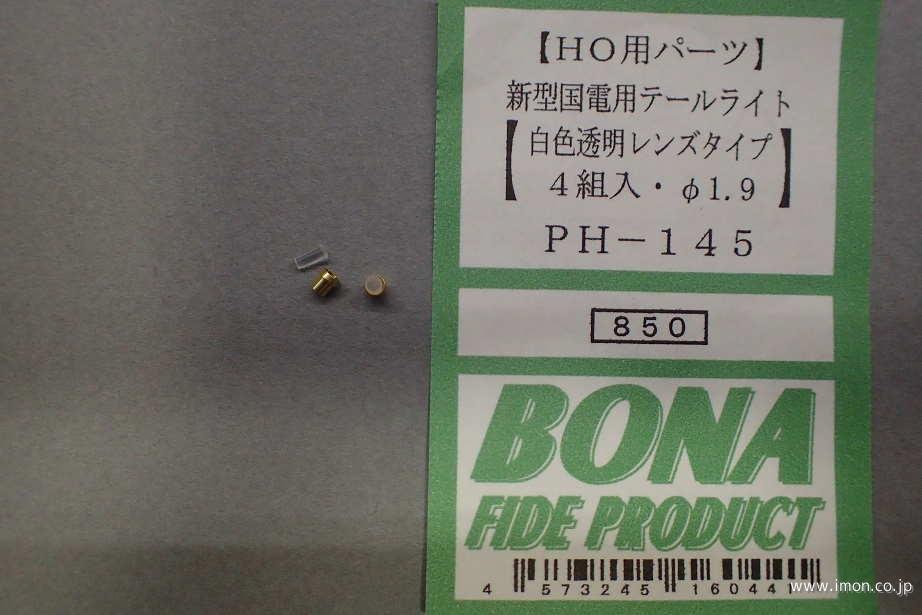 【HO用パーツ】
新型国電用テールライト
【白色透明レンズタイプ
4組入・φ1.9】
PH-145
850
BONA
FIDE PRODUCT
4 573245 160441
www.imon.co.jp